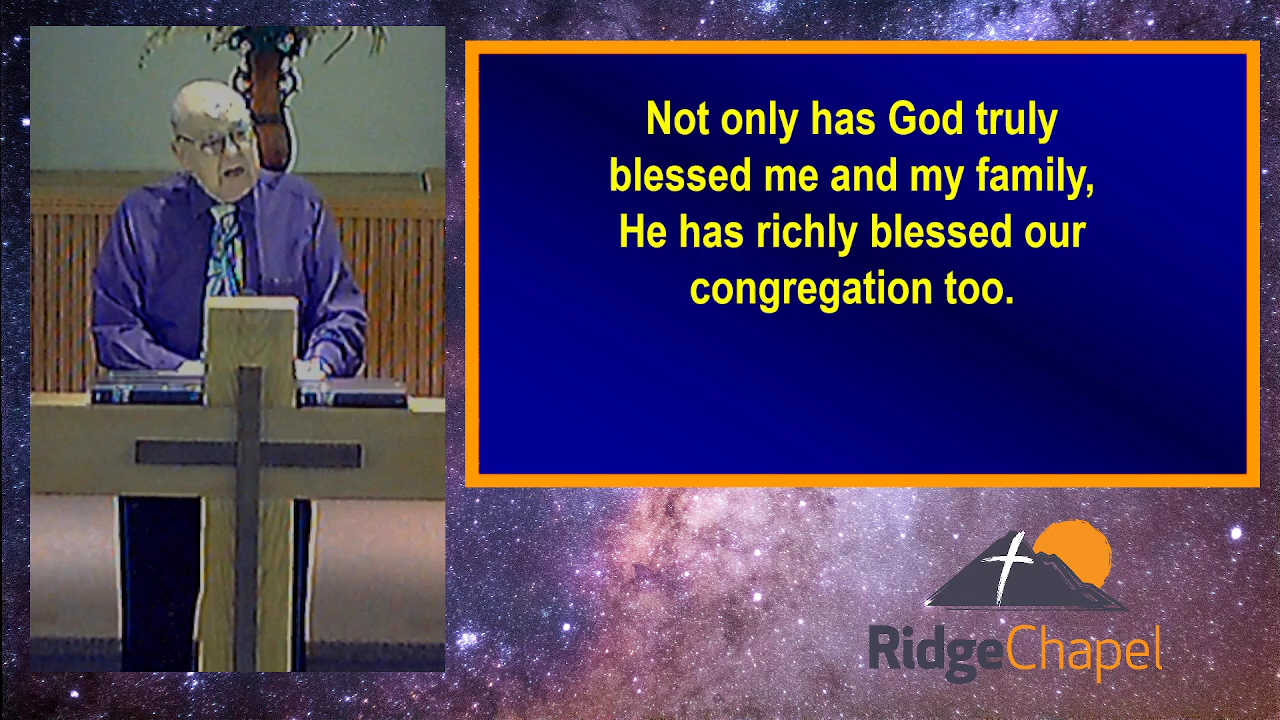 Not only has God truly
blessed me and my family,
He has richly blessed our
congregation too.
RidgeChapel